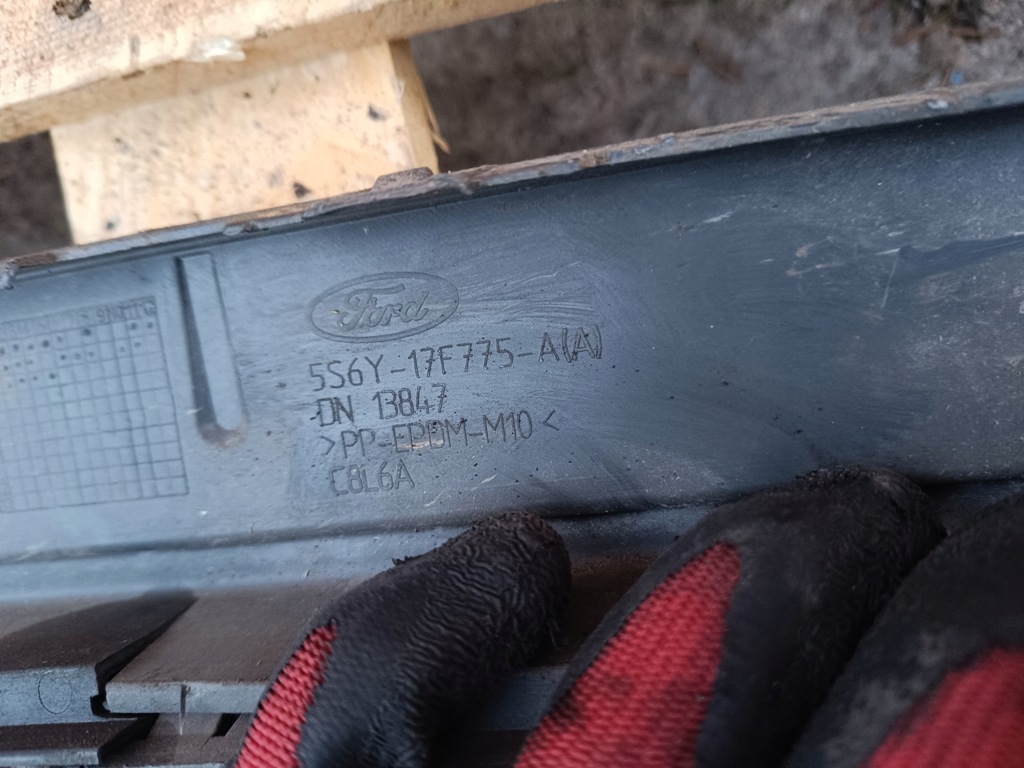 Ford
5S6Y-17F775-A(A)
DN 13847
>PP-EPDM-M10<
C8L6A